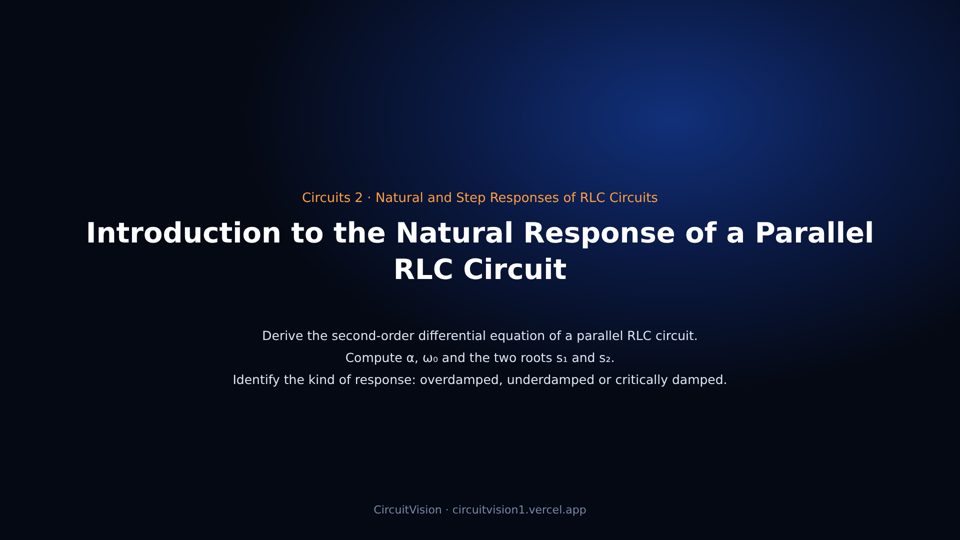 Circuits 2 · Natural and Step Responses of RLC Circuits
Introduction to the Natural Response of a Parallel
RLC Circuit
Derive the second-order differential equation of a parallel RLC circuit.
Compute α, ω₀ and the two roots s₁ and s₂.
Identify the kind of response: overdamped, underdamped or critically damped.
CircuitVision · circuitvision1.vercel.app